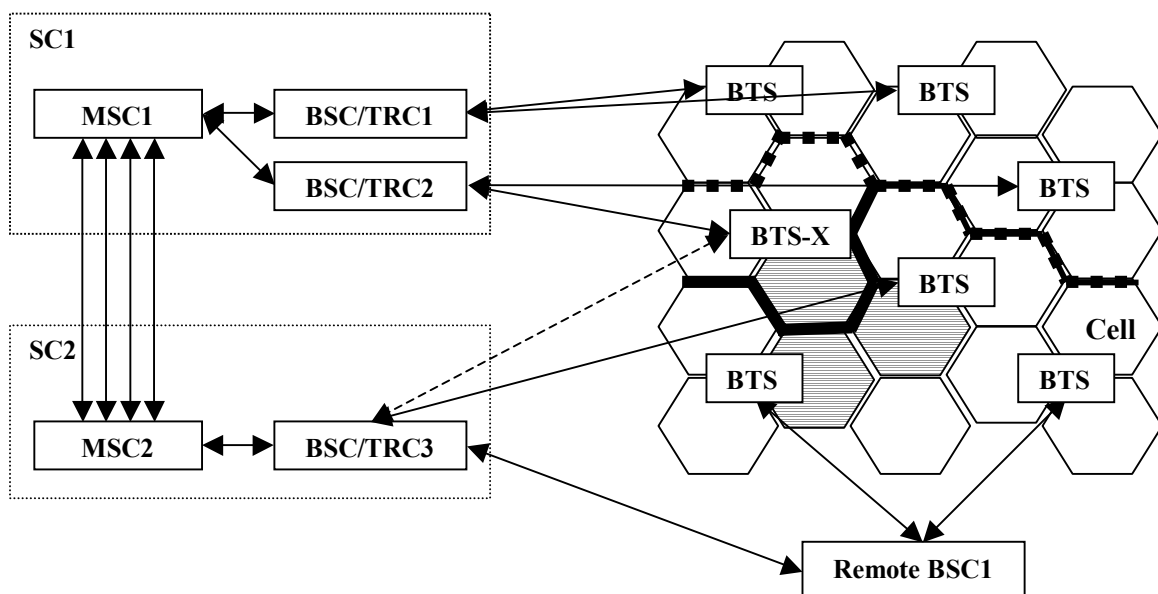 SC1
MSC1
BSC/TRC1
BSC/TRC2
BTS
BTS
BTS
BTS-X
BTS
Cell
SC2
MSC2
BSC/TRC3
BTS
BTS
Remote BSC1